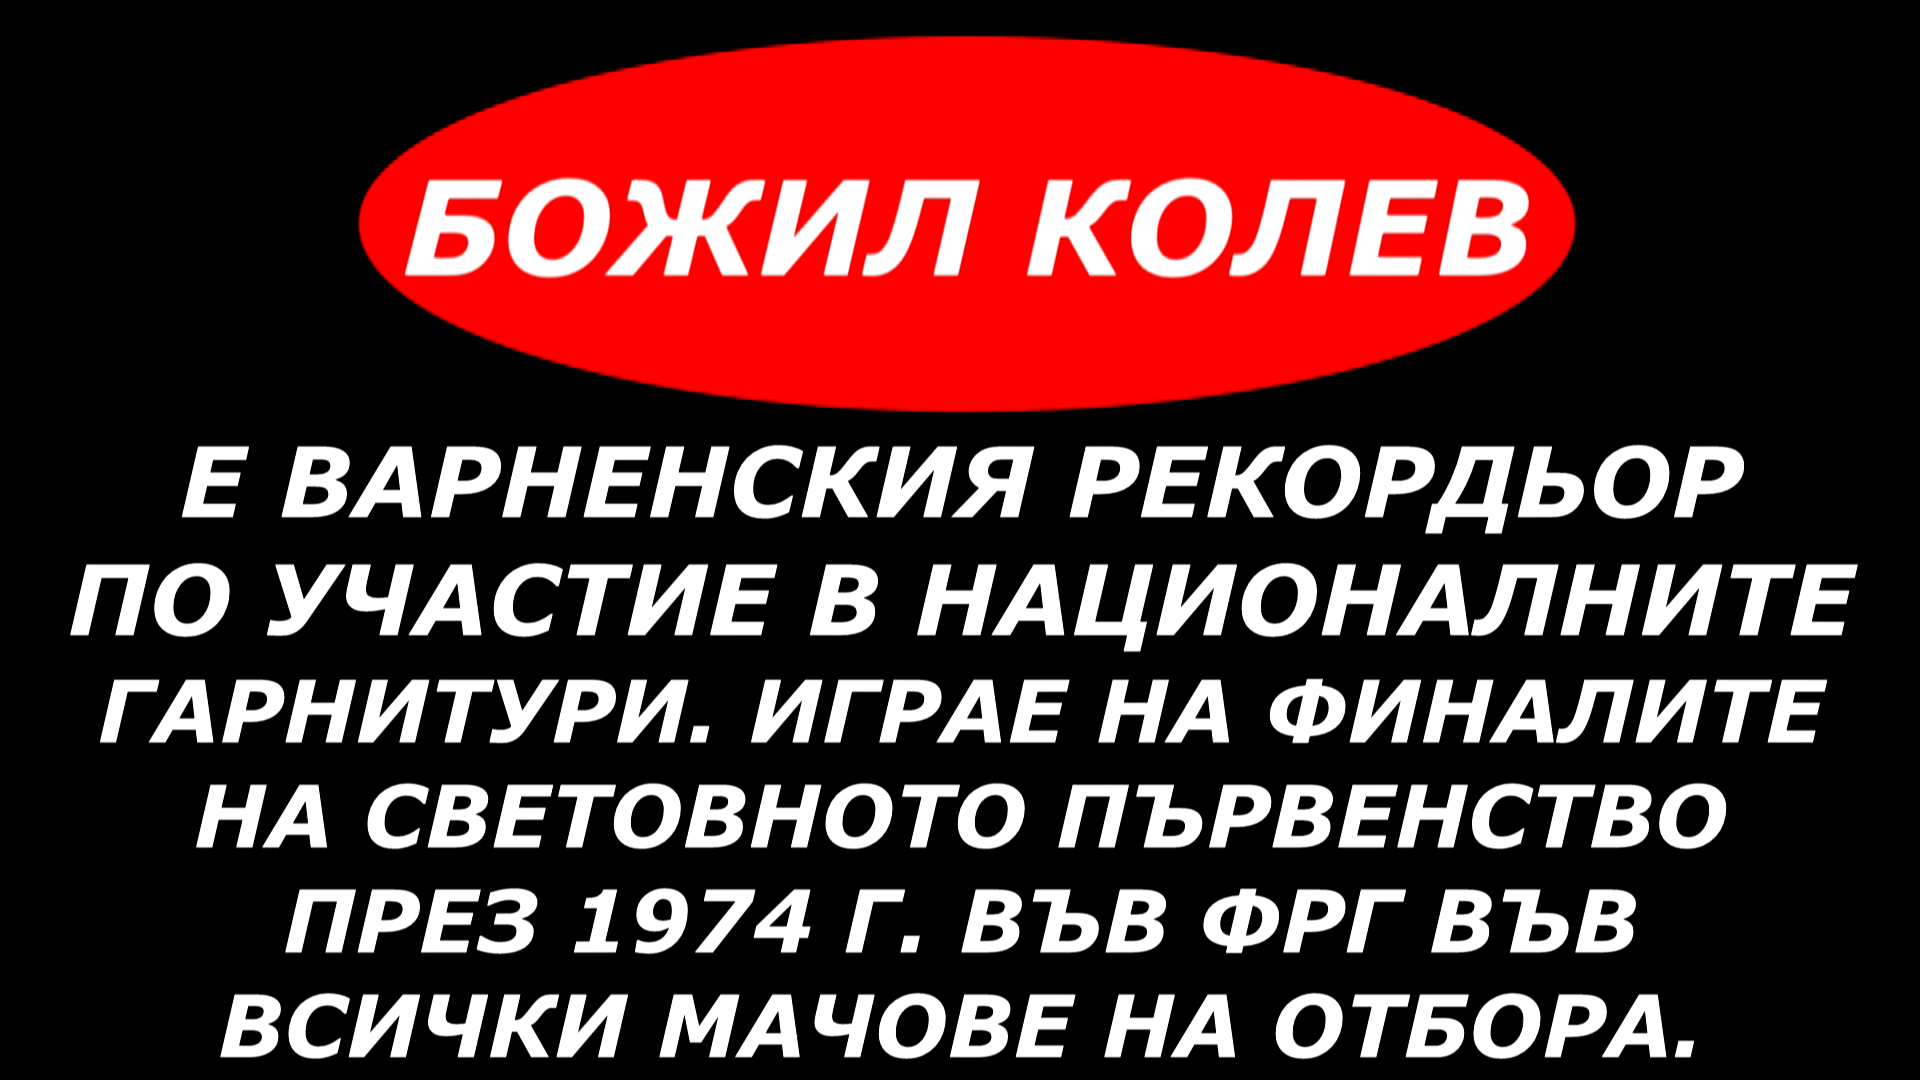 БОЖИЛ КОЛЕВ
Е ВАРНЕНСКИЯ РЕКОРДЬОР
ПО УЧАСТИЕ В НАЦИОНАЛНИТЕ
ГАРНИТУРИ. ИГРАЕ НА ФИНАЛИТЕ
НА СВЕТОВНОТО ПЪРВЕНСТВО
ПРЕЗ 1974 Г. ВЪВ ФРГ ВЪВ
ВСИЧКИ МАЧОВЕ НА ОТБОРА.